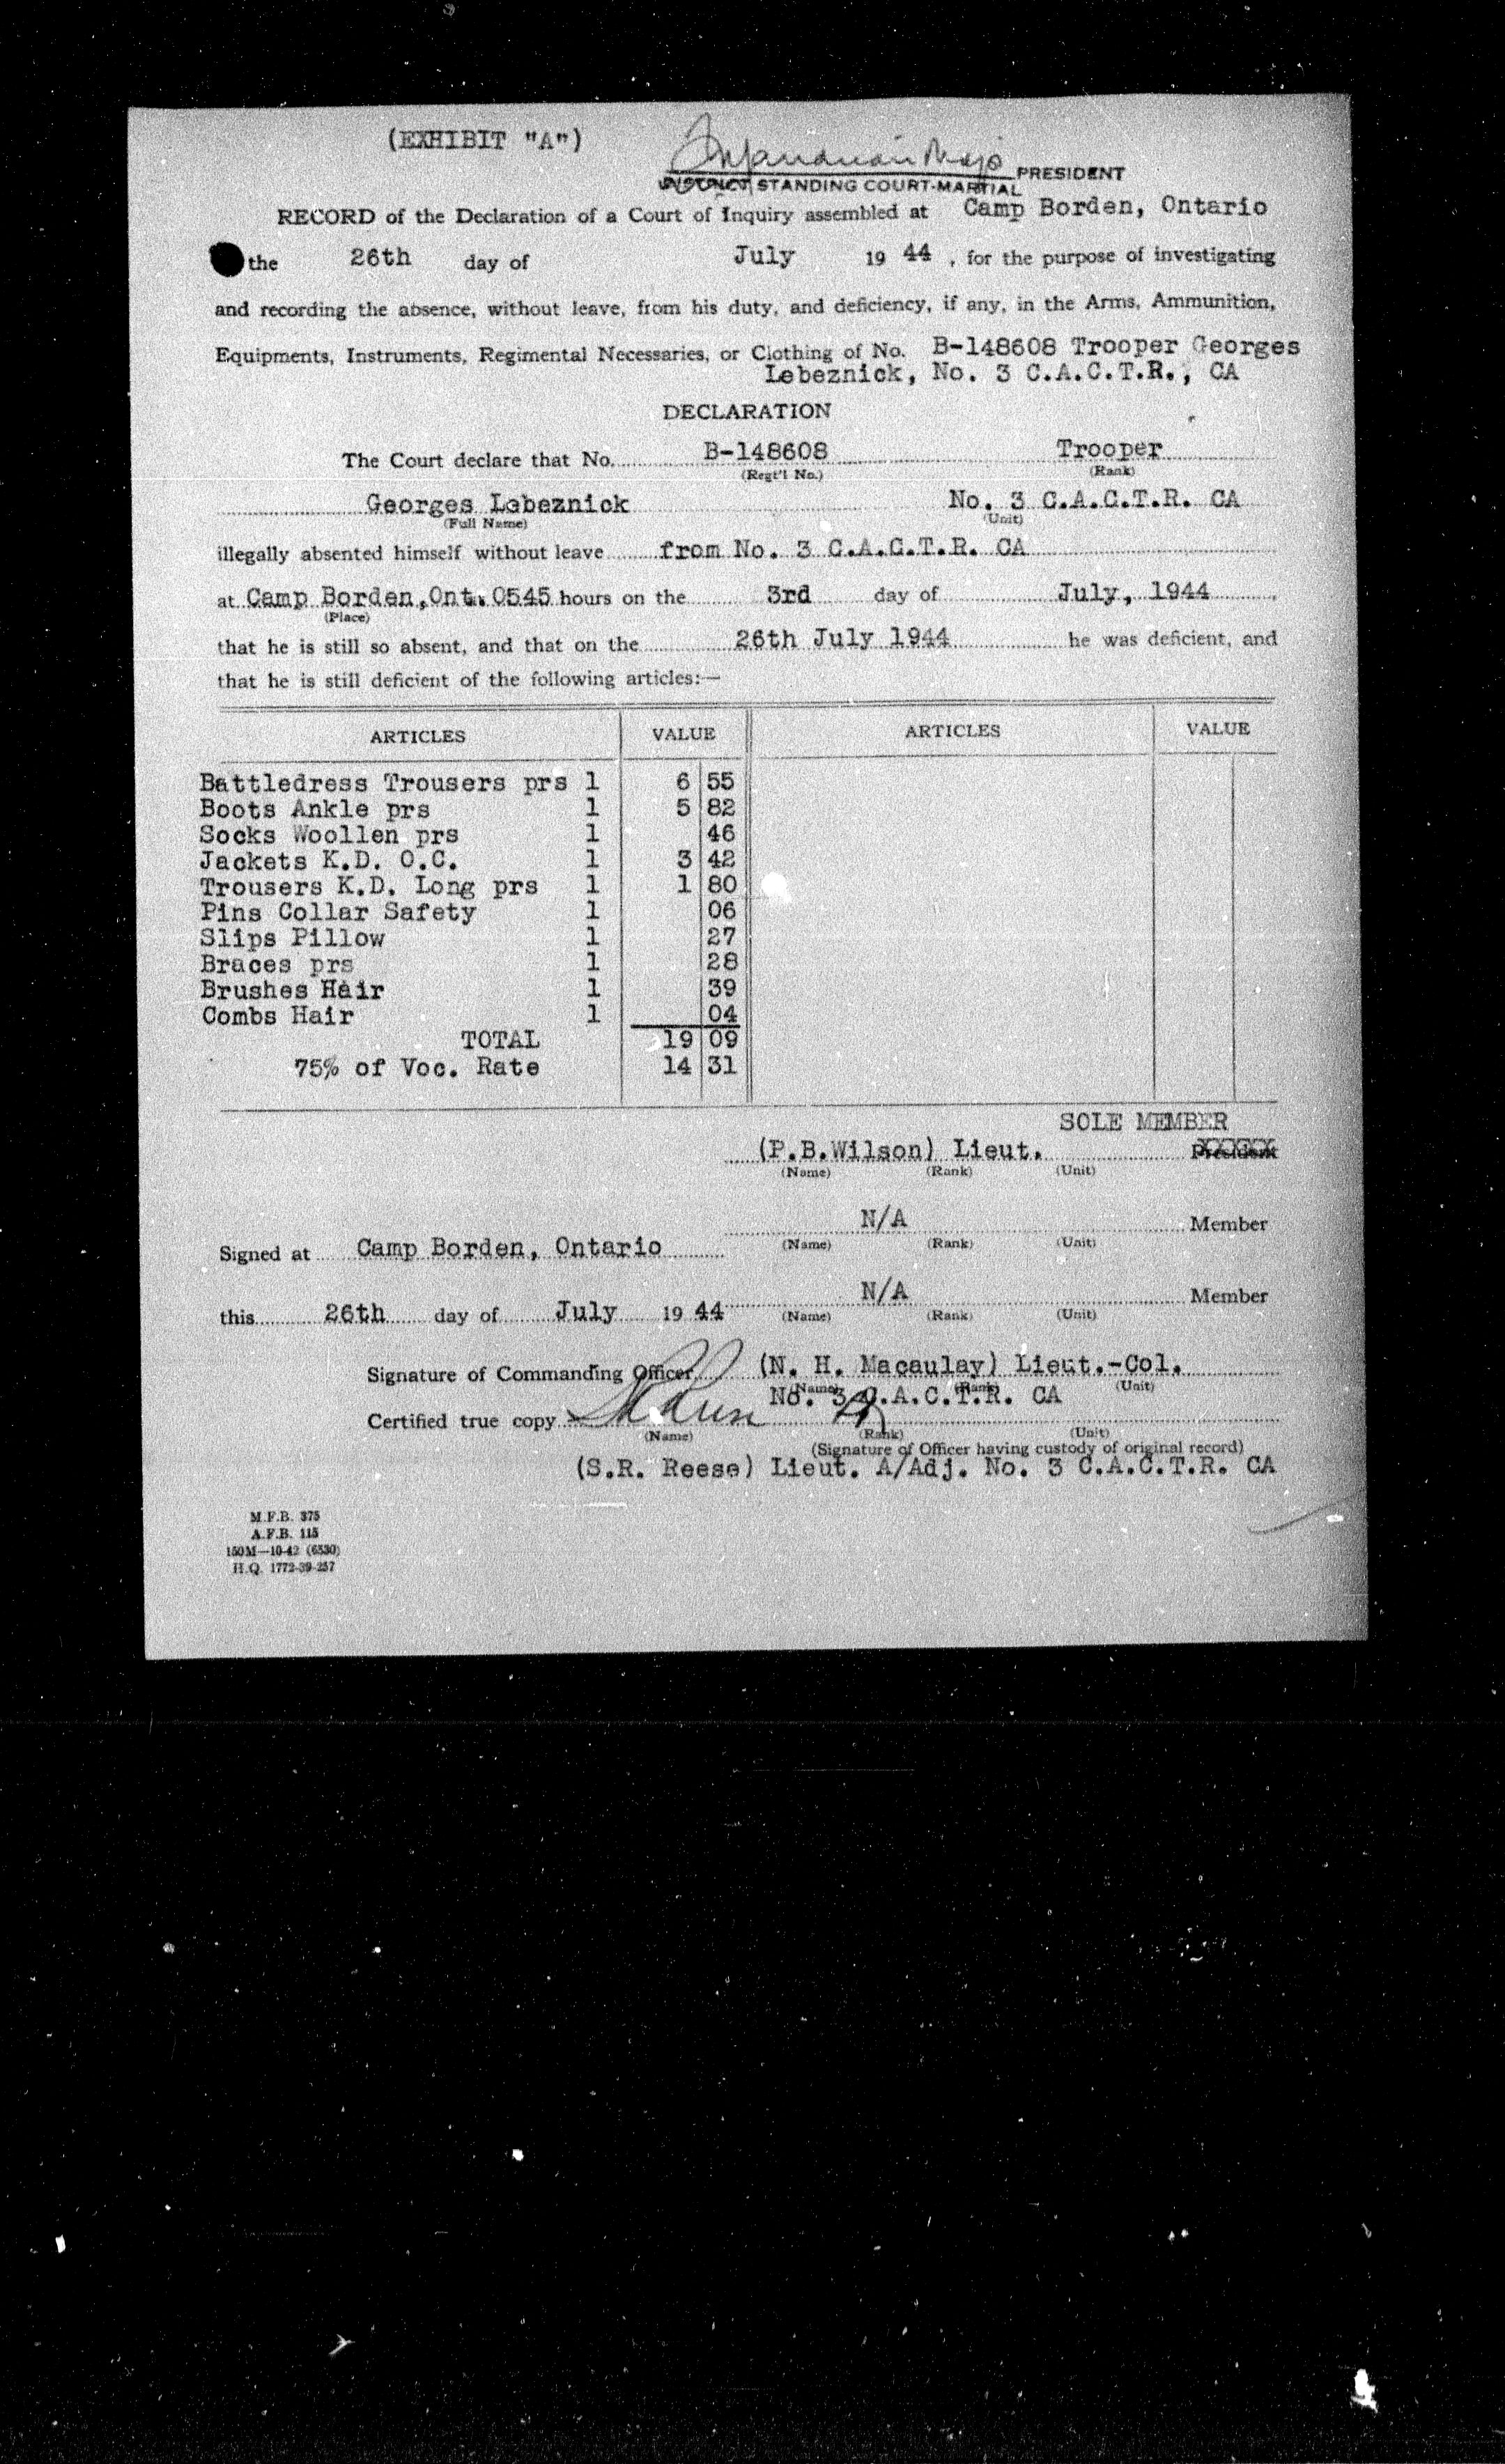 (EXHIBIT "A")
PRESIDENT
DISTRICT STANDING COURT-MARTIAL
RECORD of the Declaration of a Court of Inquiry assembled at Camp Borden, Ontario
the 26th day of July 19 44 , for the purpose of investigating
and recording the absence, without leave, from his duty, and deficiency, if any, in the Arms, Ammunition,
Equipments, Instruments, Regimental Necessaries, or Clothing of No. B-148608 Trooper Georges
Lebeznick, No. 3 C.A.C.T.R., CA
DECLARATION
The Court declare that No. B-148608 Trooper
(Regt'l No.) (Rank)
Georges Lebeznick No. 3 C.A.C.T.R. CA
(Full Name) (Unit)
illegally absented himself without leave from No. 3 C.A.C.T.R. CA
at Camp Borden, Ont. 0545 hours on the 3rd day of July, 1944
(Place)
that he is still so absent, and that on the 26th July 1944 he was deficient, and
that he is still deficient of the following articles:—
ARTICLES VALUE ARTICLES VALUE
Battledress Trousers prs 1 6 55
Boots Ankle prs 1 5 82
Socks Woollen prs 1 46
Jackets K.D. O.C. 1 3 42
Trousers K.D. Long prs 1 1 80
Pins Collar Safety 1 06
Slips Pillow 1 27
Braces prs 1 28
Brushes Hair 1 39
Combs Hair 1 04
TOTAL 19 09
75% of Voc. Rate 14 31
SOLE MEMBER
(P.B.Wilson) Lieut. President
(Name) (Rank) (Unit)
N/A Member
Signed at Camp Borden, Ontario (Name) (Rank) (Unit)
N/A Member
this 26th day of July 19 44 (Name) (Rank) (Unit)
Signature of Commanding Officer (N. H. Macaulay) Lieut.-Col.
(Name) (Rank) (Unit)
No. 3 C.A.C.T.R. CA
Certified true copy
(Name) (Rank) (Unit)
(Signature of Officer having custody of original record)
(S.R. Reese) Lieut. A/Adj. No. 3 C.A.C.T.R. CA
M.F.B. 375
A.F.B. 115
150M—10-42 (6530)
H.Q. 1772-39-257